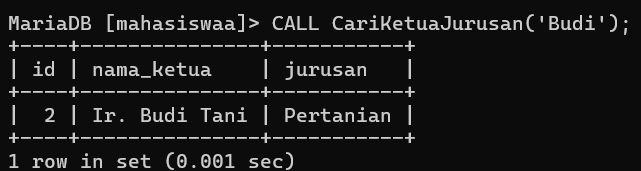 MariaDB [mahasiswaa]> CALL CariKetuaJurusan('Budi');
+----+---------------+-----------+
| id | nama_ketua    | jurusan   |
+----+---------------+-----------+
|  2 | Ir. Budi Tani | Pertanian |
+----+---------------+-----------+
1 row in set (0.001 sec)